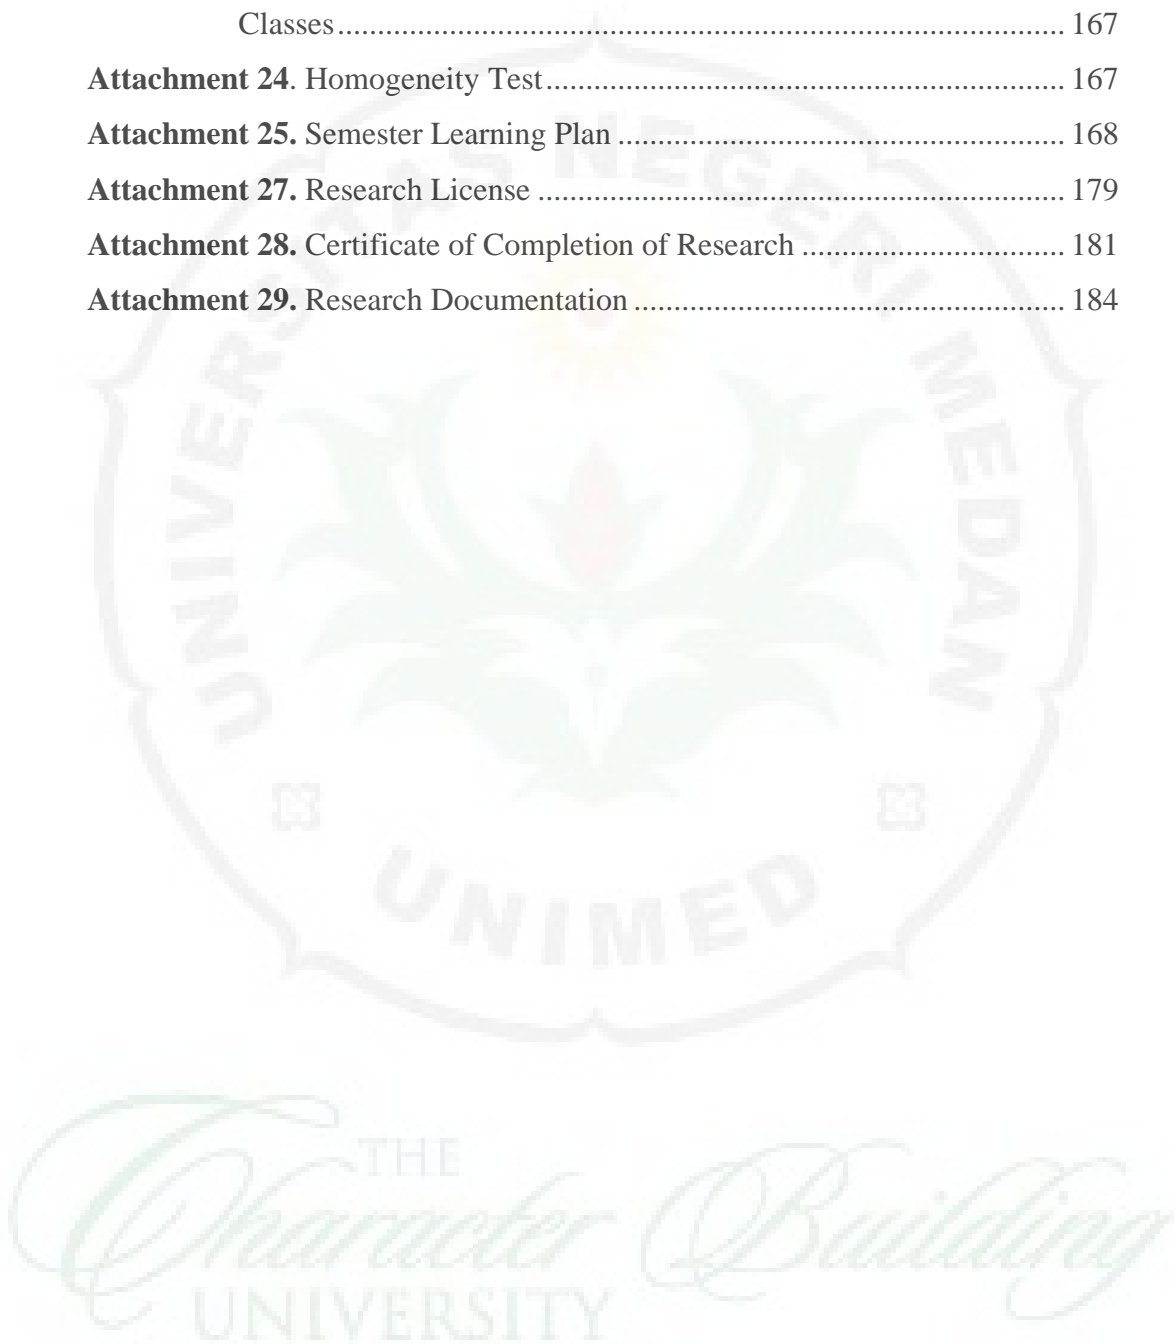 Classes........................................................................................... 167
Attachment 24. Homogeneity Test................................................................. 167
Attachment 25. Semester Learning Plan ........................................................ 168
Attachment 27. Research License .................................................................. 179
Attachment 28. Certificate of Completion of Research ................................. 181
Attachment 29. Research Documentation ...................................................... 184
UNIVERSITAS NEGERI MEDAN
UNIMED
THE
Character Building
UNIVERSITY